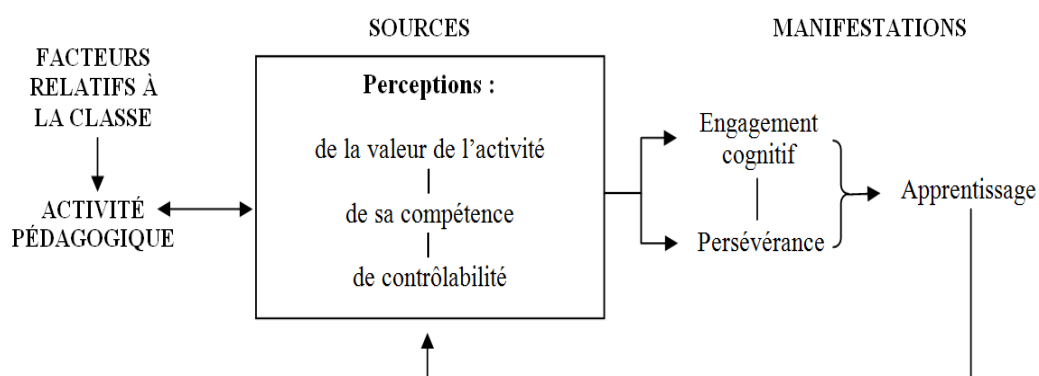 SOURCES
MANIFESTATIONS
FACTEURS
RELATIFS À
LA CLASSE
ACTIVITÉ
PÉDAGOGIQUE
Perceptions :
de la valeur de l’activité
de sa compétence
de contrôlabilité
Engagement
cognitif
Persévérance
Apprentissage